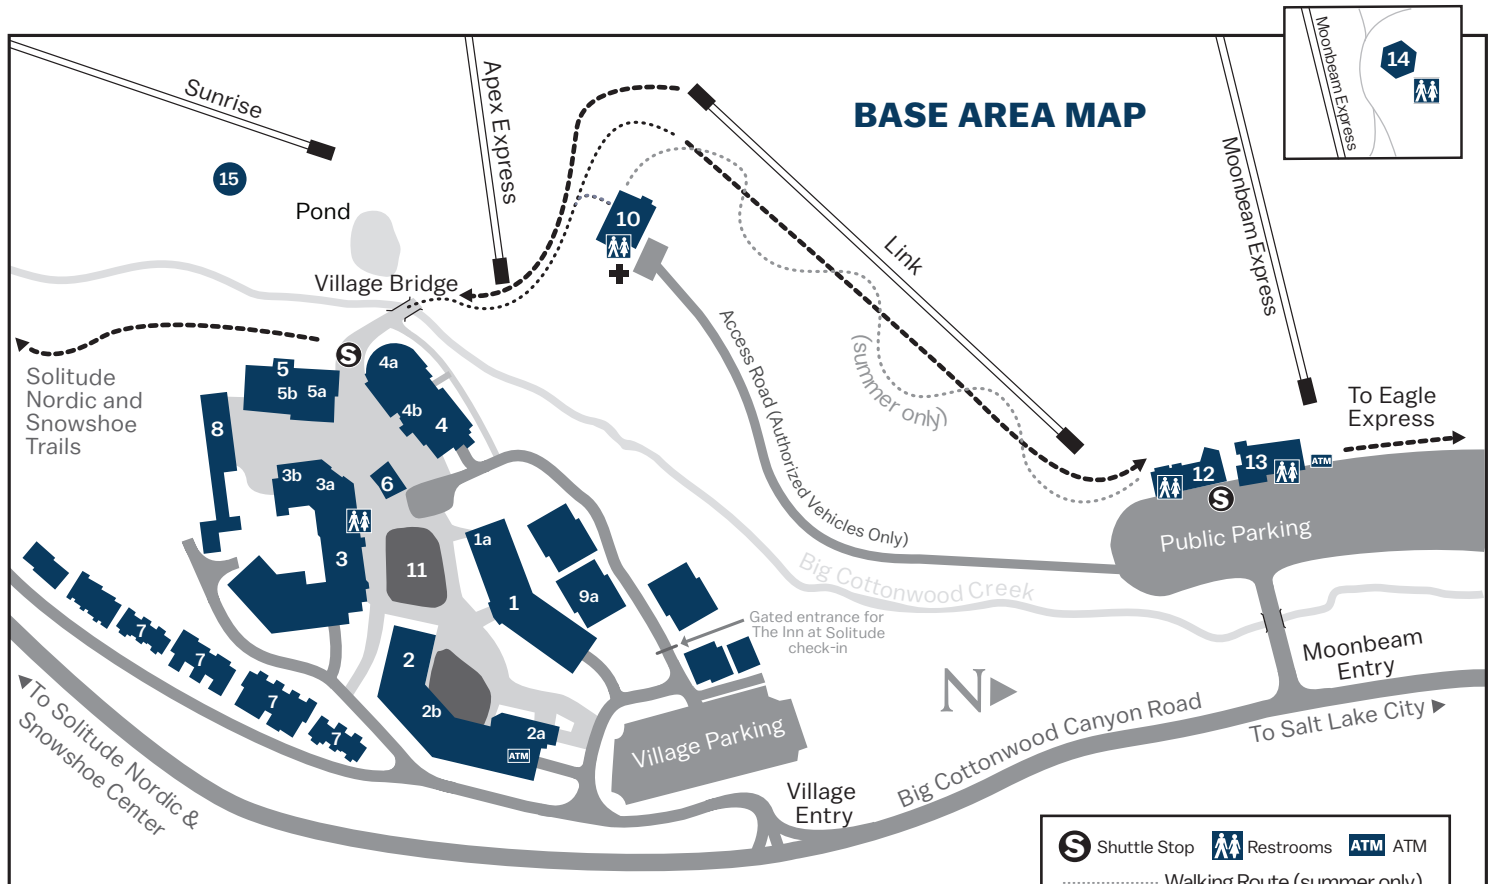 BASE AREA MAP
Sunrise
Apex Express
Moonbeam Express
Moonbeam Express
14
15
Pond
10
Link
Village Bridge
S
Access Road (Authorized Vehicles Only)
(summer only)
To Eagle
Express
Solitude
Nordic and
Snowshoe
Trails
5
5b
5a
4a
4b
4
8
3b
3a
6
3
11
1a
1
9a
12
13
ATM
S
Public Parking
Big Cottonwood Creek
Gated entrance for
The Inn at Solitude
check-in
7
7
7
7
2
2b
2a
ATM
N
Moonbeam
Entry
Village Parking
Village
Entry
Big Cottonwood Canyon Road
To Salt Lake City
To Solitude Nordic &
Snowshoe Center
S Shuttle Stop
Restrooms
ATM ATM
Walking Route (summer only)